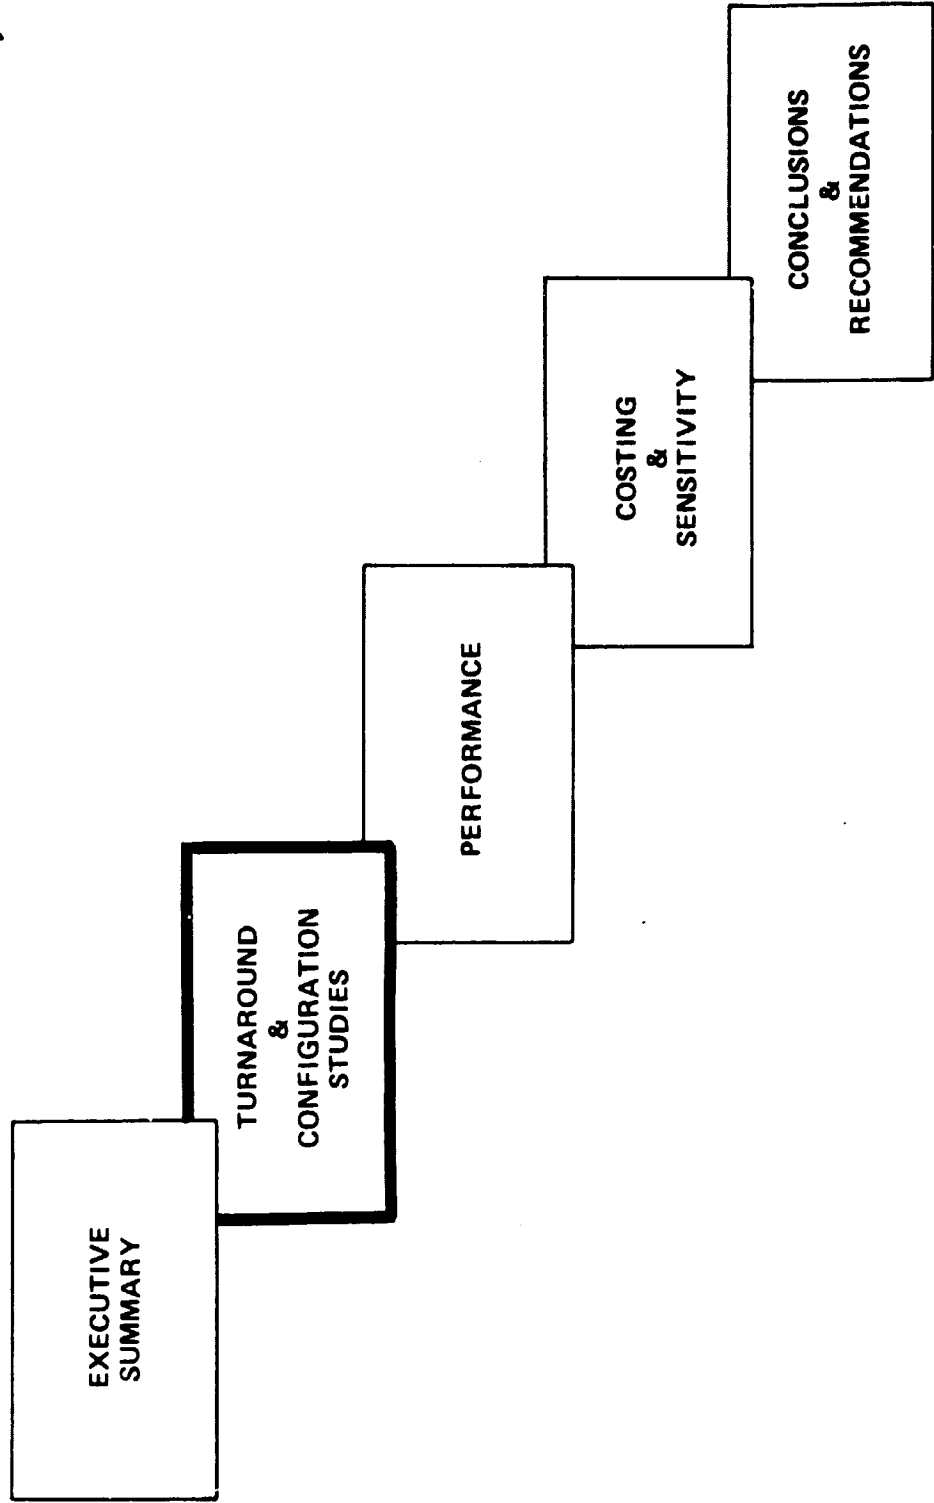 EXECUTIVE
SUMMARY
TURNAROUND
&
CONFIGURATION
STUDIES
PERFORMANCE
COSTING
&
SENSITIVITY
CONCLUSIONS
&
RECOMMENDATIONS